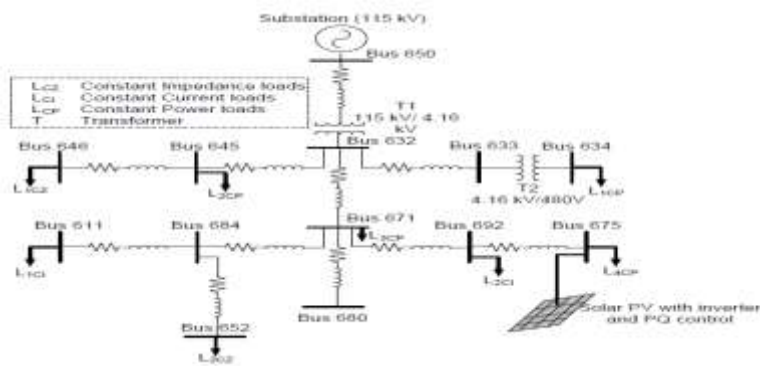 Substation (115 kV)
Bus 650
L1CZ Constant Impedance loads
LCI Constant Current loads
LCP Constant Power loads
T Transformer
T1
115 kV/ 4.16
kV
Bus 646
Bus 645
Bus 632
Bus 633
Bus 634
L1CZ
L2CP
T2
4.16 kV/480V
L1CP
Bus 611
Bus 684
Bus 671
Bus 692
Bus 675
L3CP
L1CI
L2CI
L4CP
Bus 652
Bus 680
Solar PV with inverter
and PQ control
L2CZ